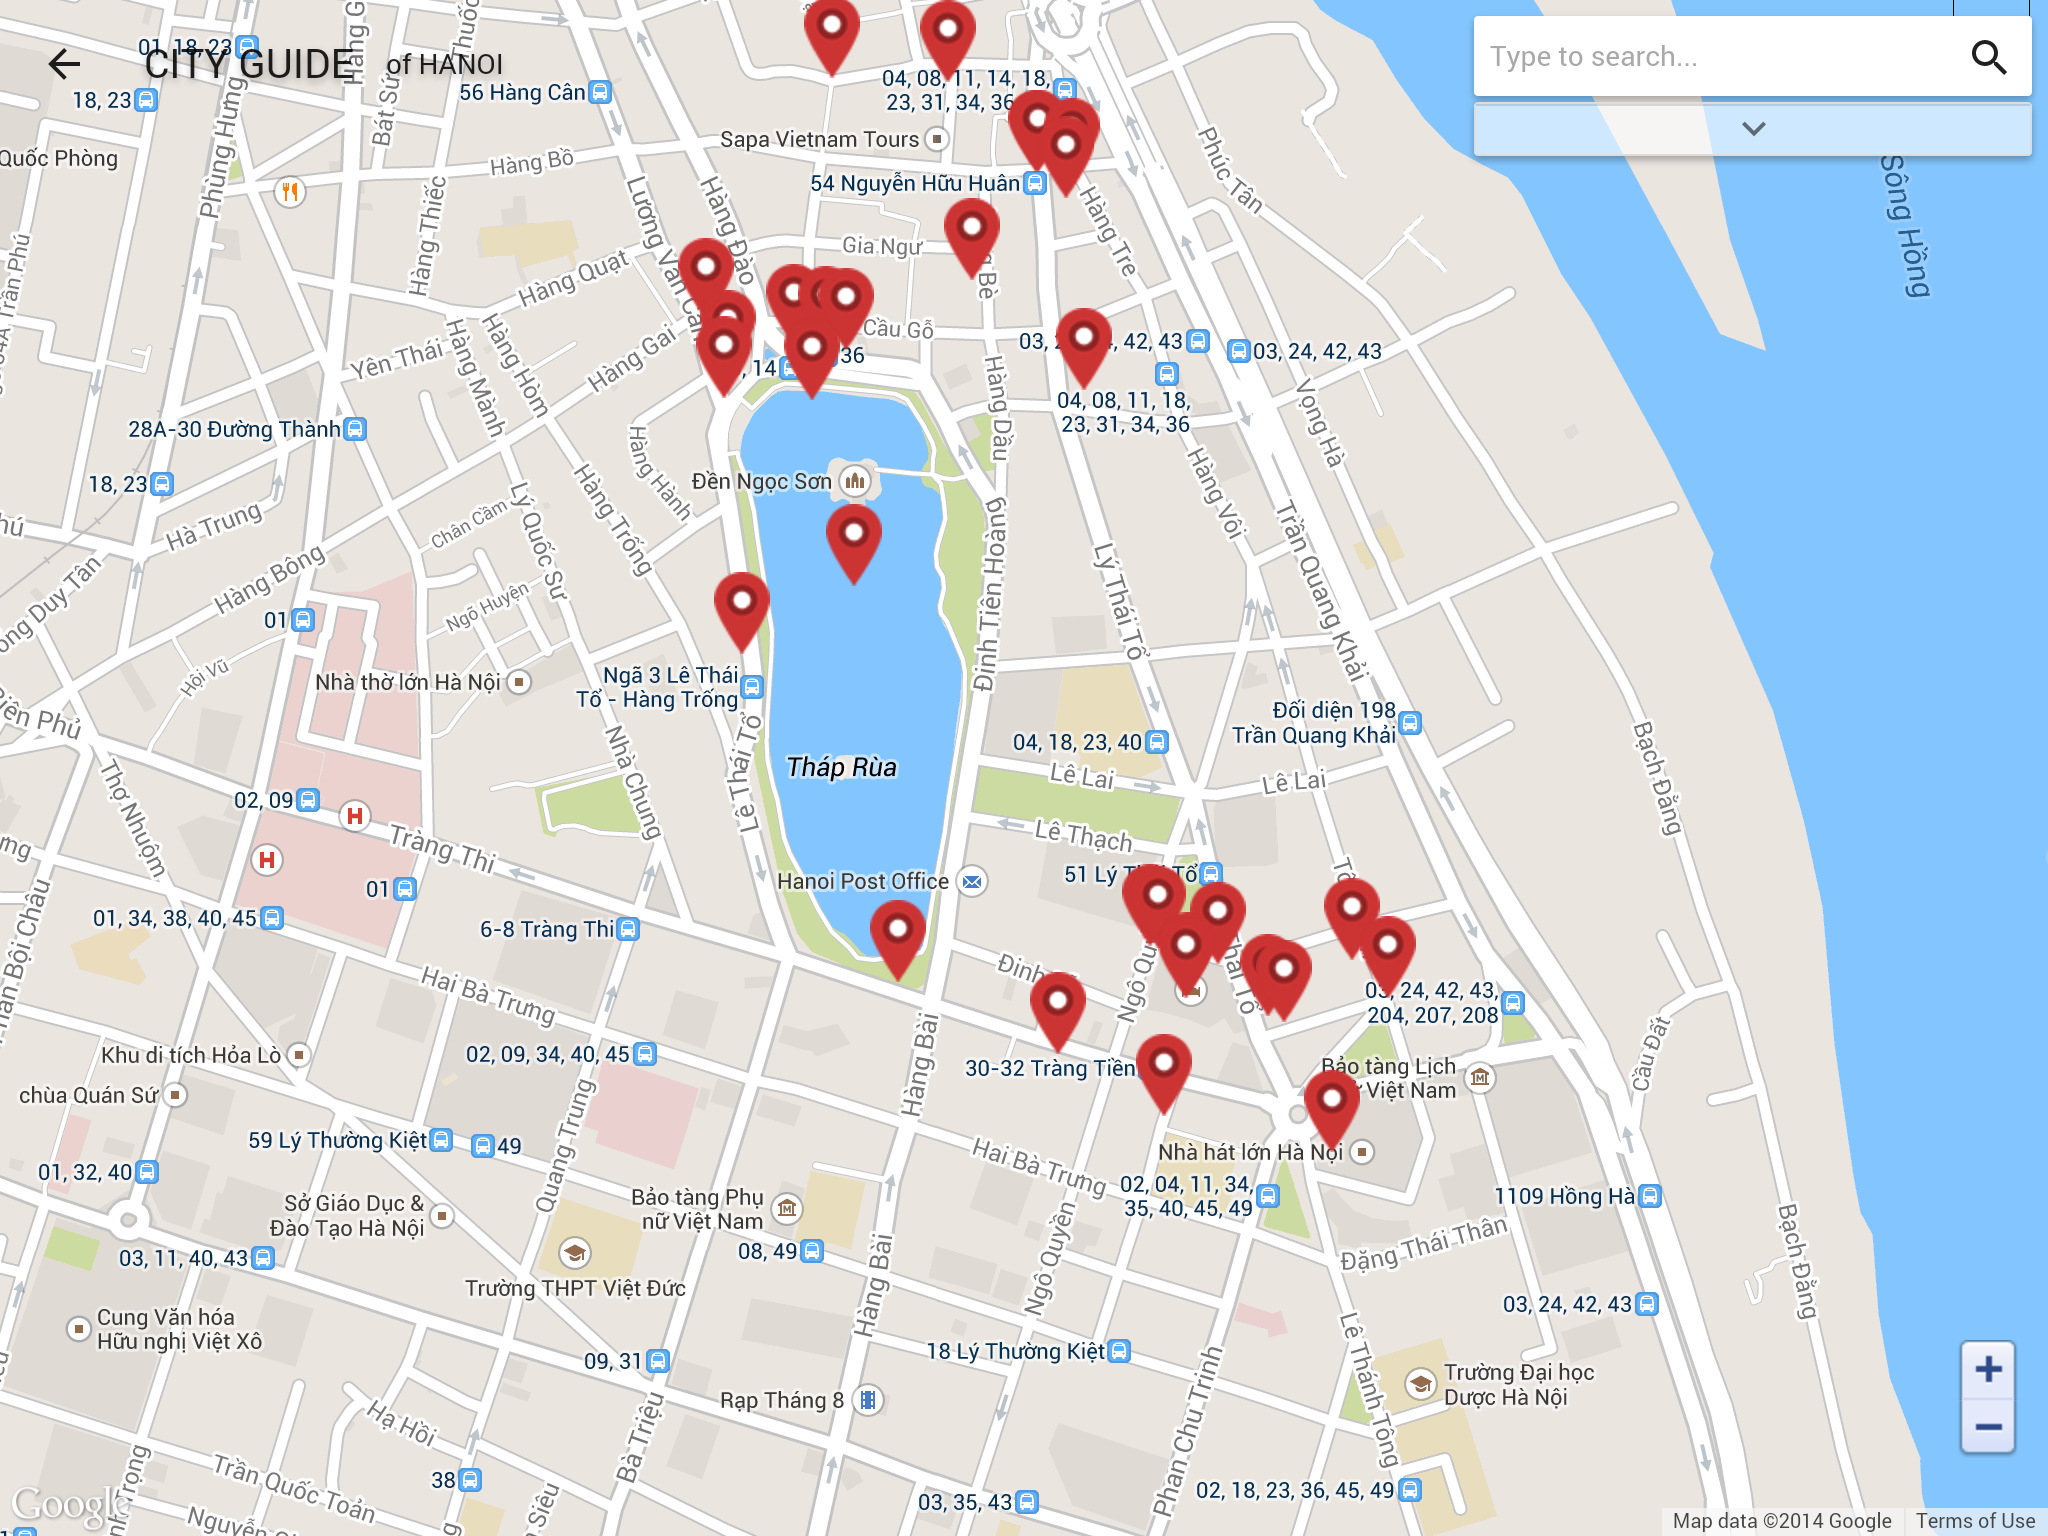 CITY GUIDE of HANOI
Type to search...
01, 18, 23
18, 23
56 Hàng Cân
04, 08, 11, 14, 18,
23, 31, 34, 36
Sapa Vietnam Tours
54 Nguyễn Hữu Huân
Quốc Phòng
Phùng Hưng
Bát Sứ
Hàng Bồ
Hàng Thiếc
Lương Văn Can
Hàng Đào
Phúc Tân
Hàng Tre
Sông Hồng
Gia Ngư
Hàng Quạt
Cầu Gỗ
Hàng Gai
Yên Thái
Hàng Mành
Hàng Hòm
14
36
42, 43
03, 24, 42, 43
04, 08, 11, 18,
23, 31, 34, 36
Hàng Dầu
Vọng Hà
28A-30 Đường Thành
18, 23
Hàng Hành
Đền Ngọc Sơn
Hàng Vôi
Hà Trung
Chân Cầm
Lý Quốc Sư
Hàng Trống
Đinh Tiên Hoàng
Lý Thái Tổ
Trần Quang Khải
Hàng Bông
Ngõ Huyện
01
Hội Vũ
Nhà thờ lớn Hà Nội
Ngã 3 Lê Thái
Tổ - Hàng Trống
Đối diện 198
Trần Quang Khải
04, 18, 23, 40
Lê Lai
Lê Lai
Bạch Đằng
Nhà Chung
Lê Thái Tổ
Tháp Rùa
Thợ Nhuộm
02, 09
Tràng Thi
Lê Thạch
51 Lý Thái Tổ
Hanoi Post Office
01
01, 34, 38, 40, 45
6-8 Tràng Thi
Hai Bà Trưng
03, 24, 42, 43,
204, 207, 208
Khu di tích Hỏa Lò
02, 09, 34, 40, 45
30-32 Tràng Tiền
Bảo tàng Lịch
Việt Nam
Cầu Đất
chùa Quán Sứ
Hàng Bài
59 Lý Thường Kiệt
49
Quang Trung
Hai Bà Trưng
Nhà hát lớn Hà Nội
01, 32, 40
02, 04, 11, 34,
35, 40, 45, 49
1109 Hồng Hà
Sở Giáo Dục &
Đào Tạo Hà Nội
Bảo tàng Phụ
nữ Việt Nam
08, 49
Ngô Quyền
Đặng Thái Thân
Bạch Đằng
03, 11, 40, 43
Trường THPT Việt Đức
Hàng Bài
03, 24, 42, 43
Cung Văn hóa
Hữu nghị Việt Xô
09, 31
18 Lý Thường Kiệt
Lê Thánh Tông
Trường Đại học
Dược Hà Nội
Rạp Tháng 8
Phan Chu Trinh
Hạ Hồi
Bà Triệu
Trần Quốc Toản
38
03, 35, 43
02, 18, 23, 36, 45, 49
Google
Map data ©2014 Google
Terms of Use